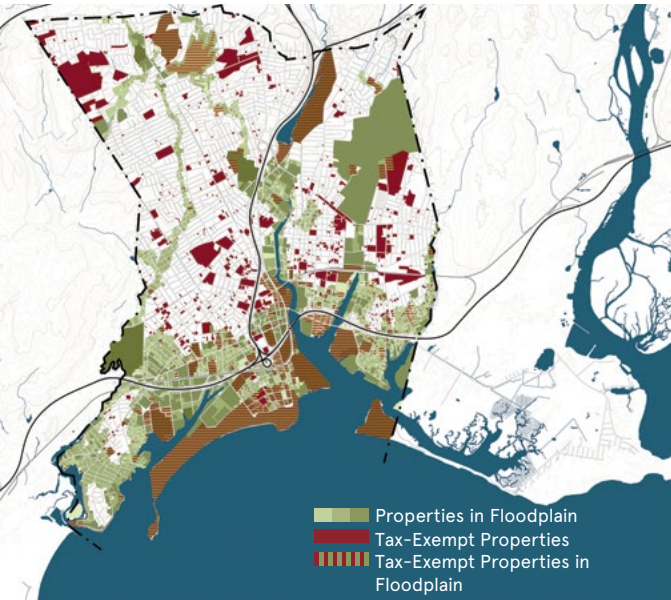 Properties in Floodplain
Tax-Exempt Properties
Tax-Exempt Properties in
Floodplain